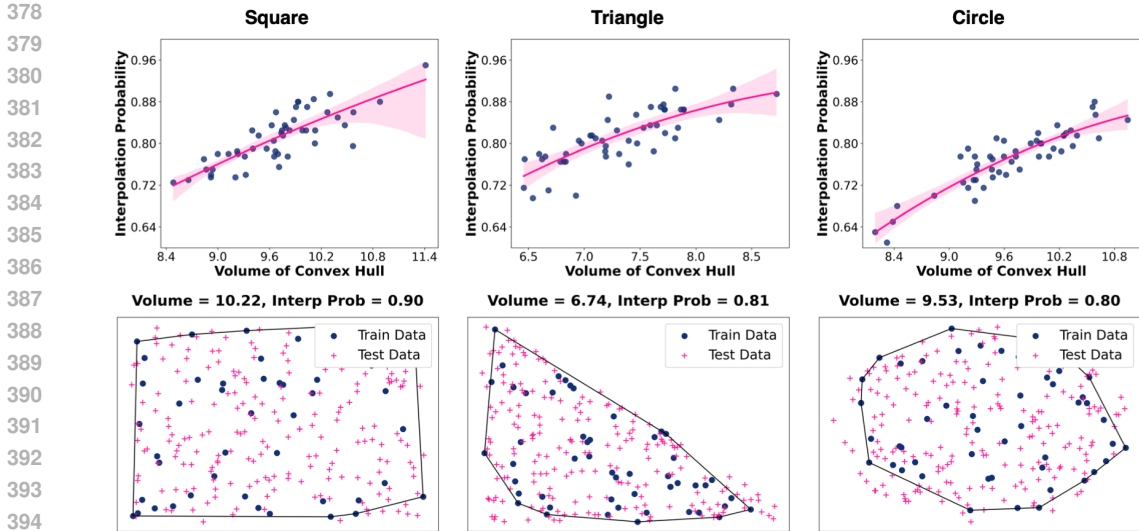 378
379
380
381
382
383
384
385
386
387
388
389
390
391
392
393
394
Square
Triangle
Circle
Interpolation Probability
0.96
0.88
0.80
0.72
0.64
8.4 9.0 9.6 10.2 10.8 11.4
Volume of Convex Hull
Interpolation Probability
0.96
0.88
0.80
0.72
0.64
6.5 7.0 7.5 8.0 8.5
Volume of Convex Hull
Interpolation Probability
0.96
0.88
0.80
0.72
0.64
8.4 9.0 9.6 10.2 10.8
Volume of Convex Hull
Volume = 10.22, Interp Prob = 0.90
Train Data
Test Data
Volume = 6.74, Interp Prob = 0.81
Train Data
Test Data
Volume = 9.53, Interp Prob = 0.80
Train Data
Test Data